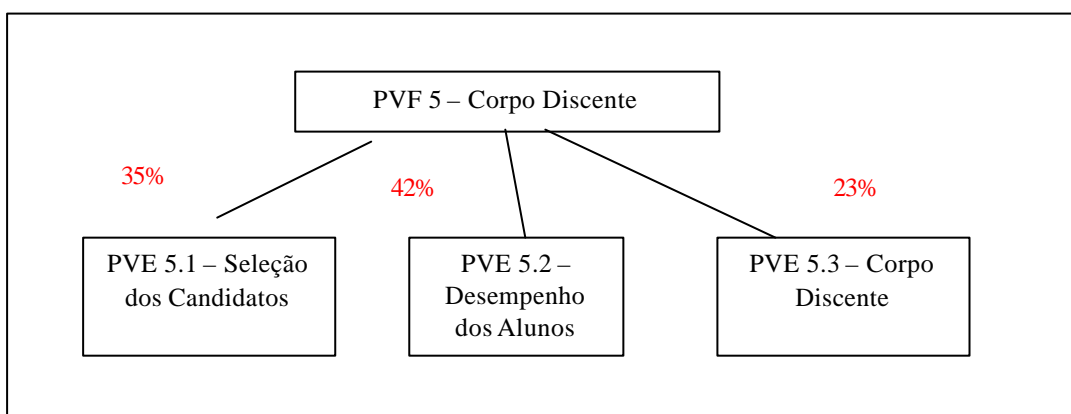 PVF 5 – Corpo Discente
35%
42%
23%
PVE 5.1 – Seleção
dos Candidatos
PVE 5.2 –
Desempenho
dos Alunos
PVE 5.3 – Corpo
Discente